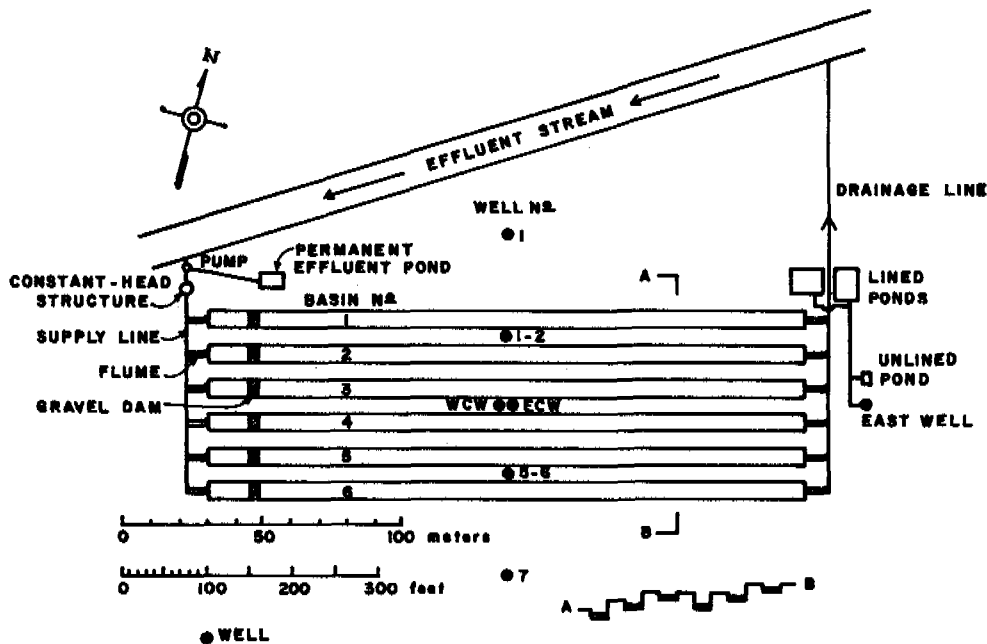 N
EFFLUENT STREAM
DRAINAGE LINE
WELL Nº
1
PUMP
PERMANENT
EFFLUENT POND
CONSTANT-HEAD
STRUCTURE
A
LINED
PONDS
BASIN Nº
1
SUPPLY LINE
1-2
FLUME
2
UNLINED
POND
3
GRAVEL DAM
WCW
ECW
4
EAST WELL
5
5-6
6
B
0 50 100 meters
7
0 100 200 300 feet
A
B
WELL